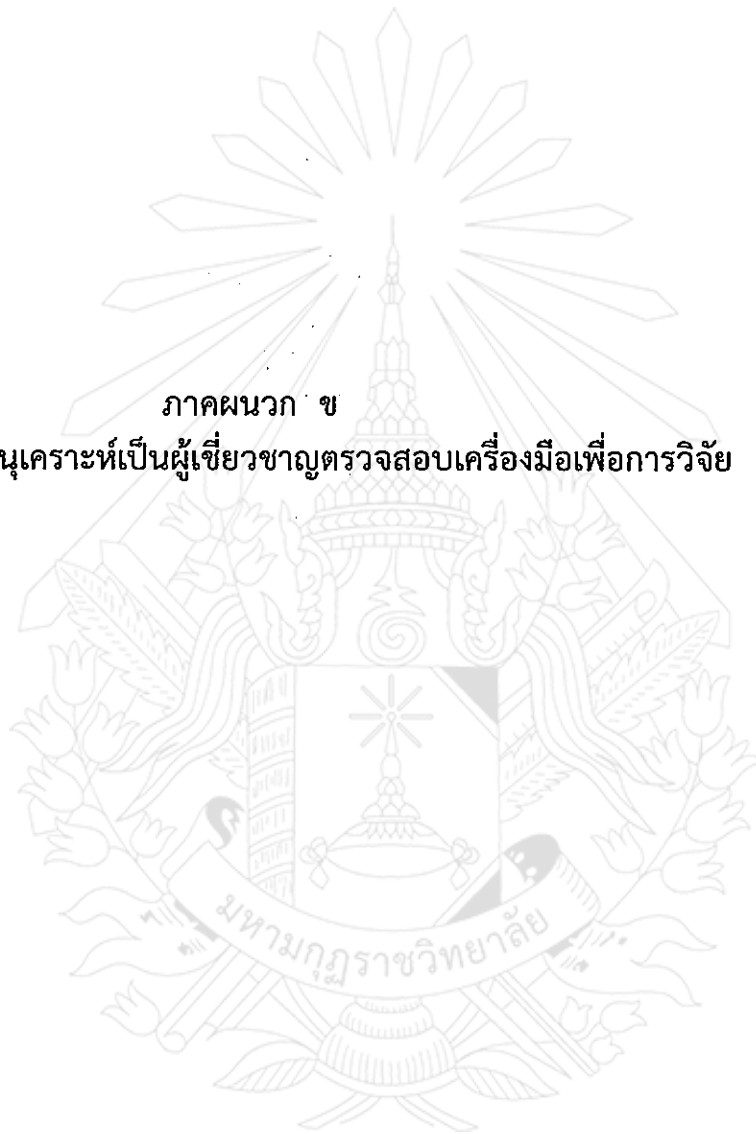 ภาคผนวก ข
นุเคราะห์เป็นผู้เชี่ยวชาญตรวจสอบเครื่องมือเพื่อการวิจัย
มหามกุฏราชวิทยาลัย